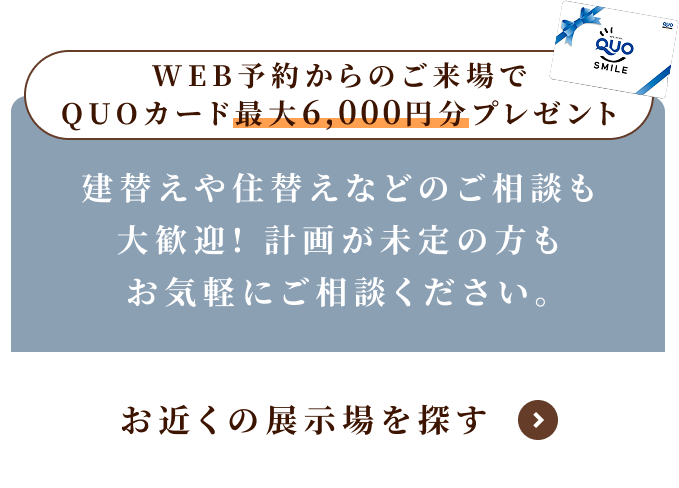 QUO
QUO
SMILE
WEB予約からのご来場で
QUOカード最大6,000円分プレゼント
建替えや住替えなどのご相談も
大歓迎！計画が未定の方も
お気軽にご相談ください。
お近くの展示場を探す